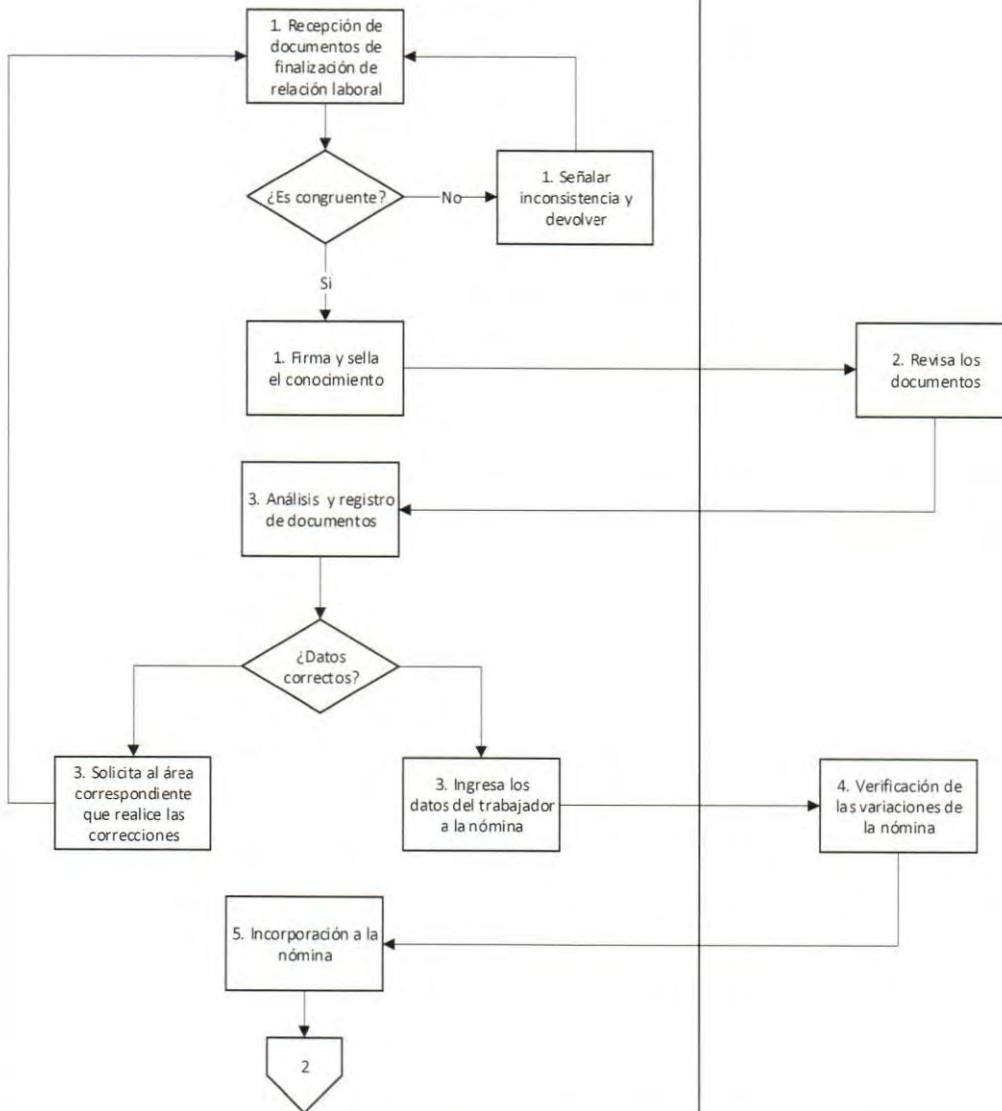 1. Recepción de
documentos de
finalización de
relación laboral
¿Es congruente?
No
1. Señalar
inconsistencia y
devolver
Si
1. Firma y sella
el conocimiento
2. Revisa los
documentos
3. Análisis y registro
de documentos
¿Datos
correctos?
3. Solicita al área
correspondiente
que realice las
correcciones
3. Ingresa los
datos del trabajador
a la nómina
4. Verificación de
las variaciones de
la nómina
5. Incorporación a la
nómina
2